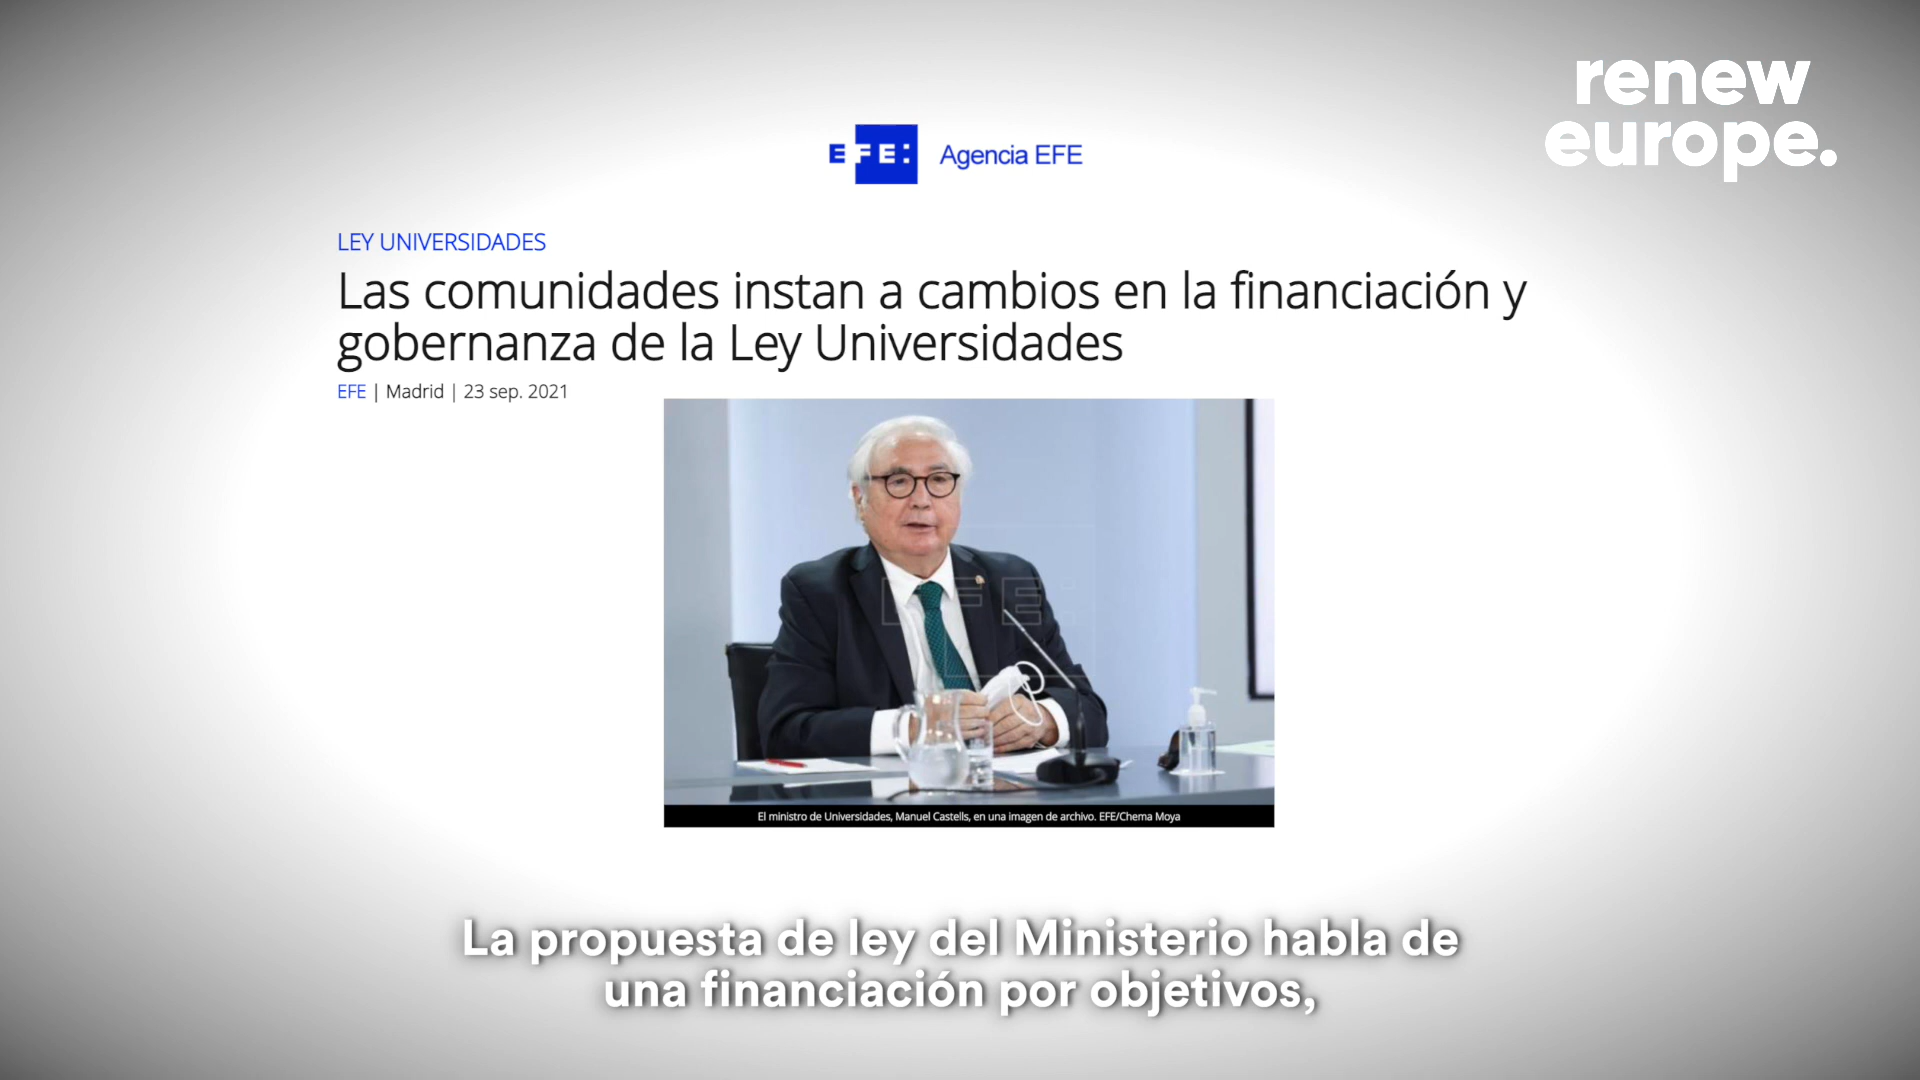 renew
europe.
EFE: Agencia EFE
LEY UNIVERSIDADES
Las comunidades instan a cambios en la financiación y
gobernanza de la Ley Universidades
EFE | Madrid | 23 sep. 2021
EFE:
El ministro de Universidades, Manuel Castells, en una imagen de archivo. EFE/Chema Moya
La propuesta de ley del Ministerio habla de
una financiación por objetivos,